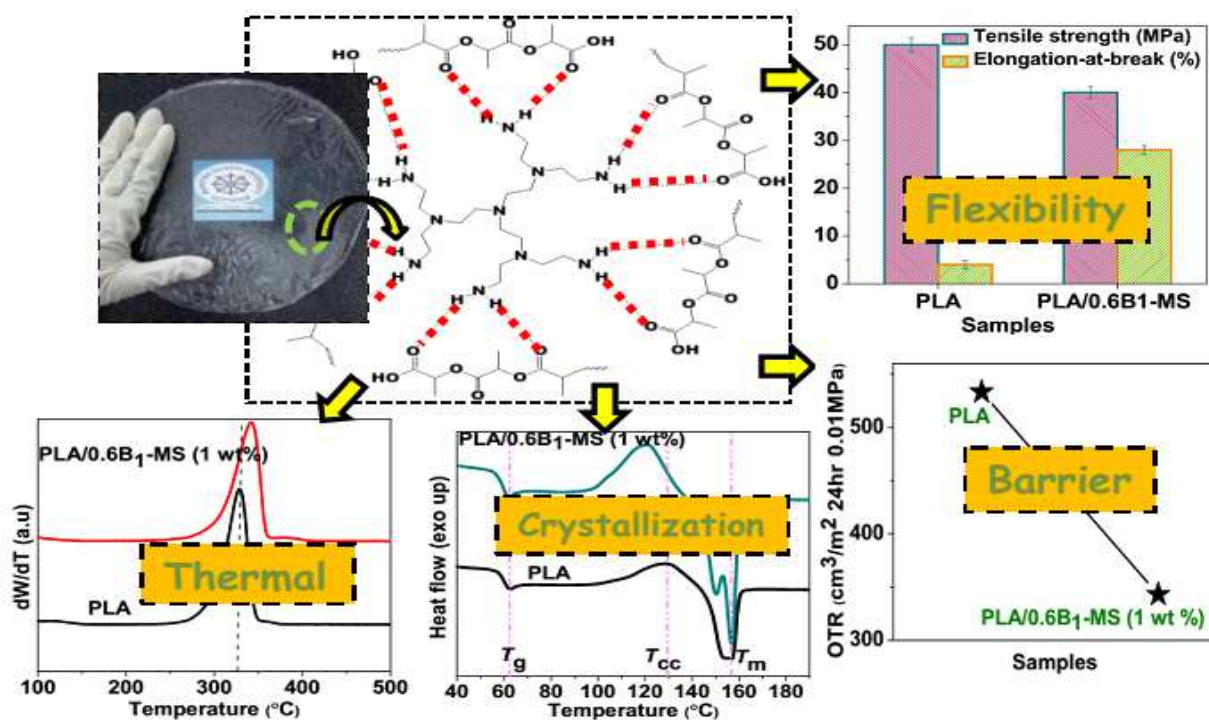 HO
O
O
O
O
O
O
OH
O
H
H
N
H
H
N
N
N
N
N
H
H
N
H
H
N
H
H
N
H
H
O
O
O
O
O
OH
O
O
O
O
O
OH
O
O
HO
O
O
O
O
50
40
30
20
10
0
Tensile strength (MPa)
Elongation-at-break (%)
Flexibility
PLA
PLA/0.6B1-MS
Samples
PLA/0.6B₁-MS (1 wt%)
Thermal
PLA
dW/dT (a.u)
100
200
300
400
500
Temperature (°C)
PLA/0.6B₁-MS (1 wt%)
Crystallization
PLA
Heat flow (exo up)
Tg
Tcc
Tm
40
60
80
100
120
140
160
180
Temperature (°C)
OTR (cm³/m² 24hr 0.01MPa
500
400
300
PLA
Barrier
PLA/0.6B₁-MS (1 wt %)
Samples